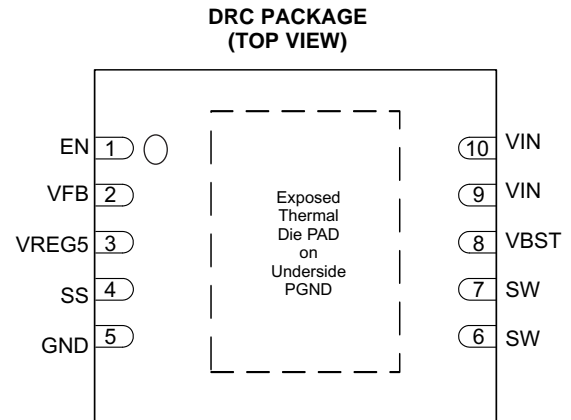 DRC PACKAGE
(TOP VIEW)
EN 1
VFB 2
VREG5 3
SS 4
GND 5
Exposed
Thermal
Die PAD
on
Underside
PGND
10 VIN
9 VIN
8 VBST
7 SW
6 SW